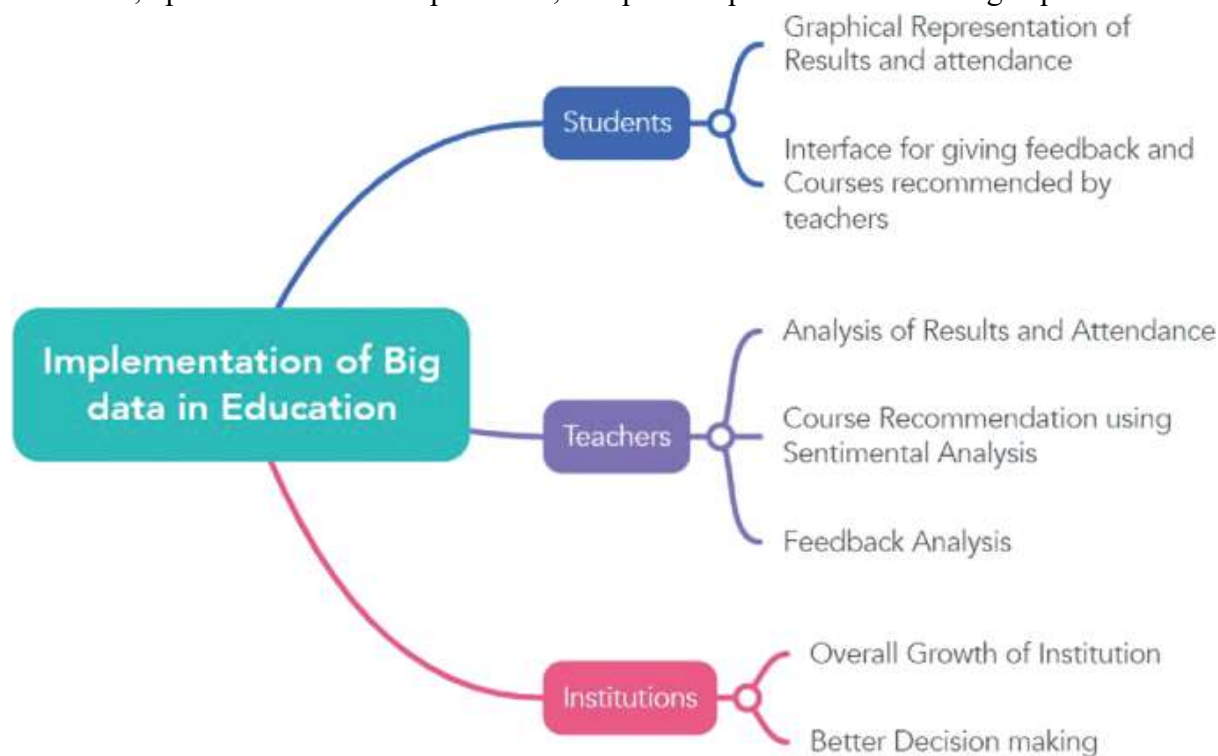 Graphical Representation of
Results and attendance
Students
Interface for giving feedback and
Courses recommended by
teachers
Implementation of Big
data in Education
Analysis of Results and Attendance
Teachers
Course Recommendation using
Sentimental Analysis
Feedback Analysis
Institutions
Overall Growth of Institution
Better Decision making